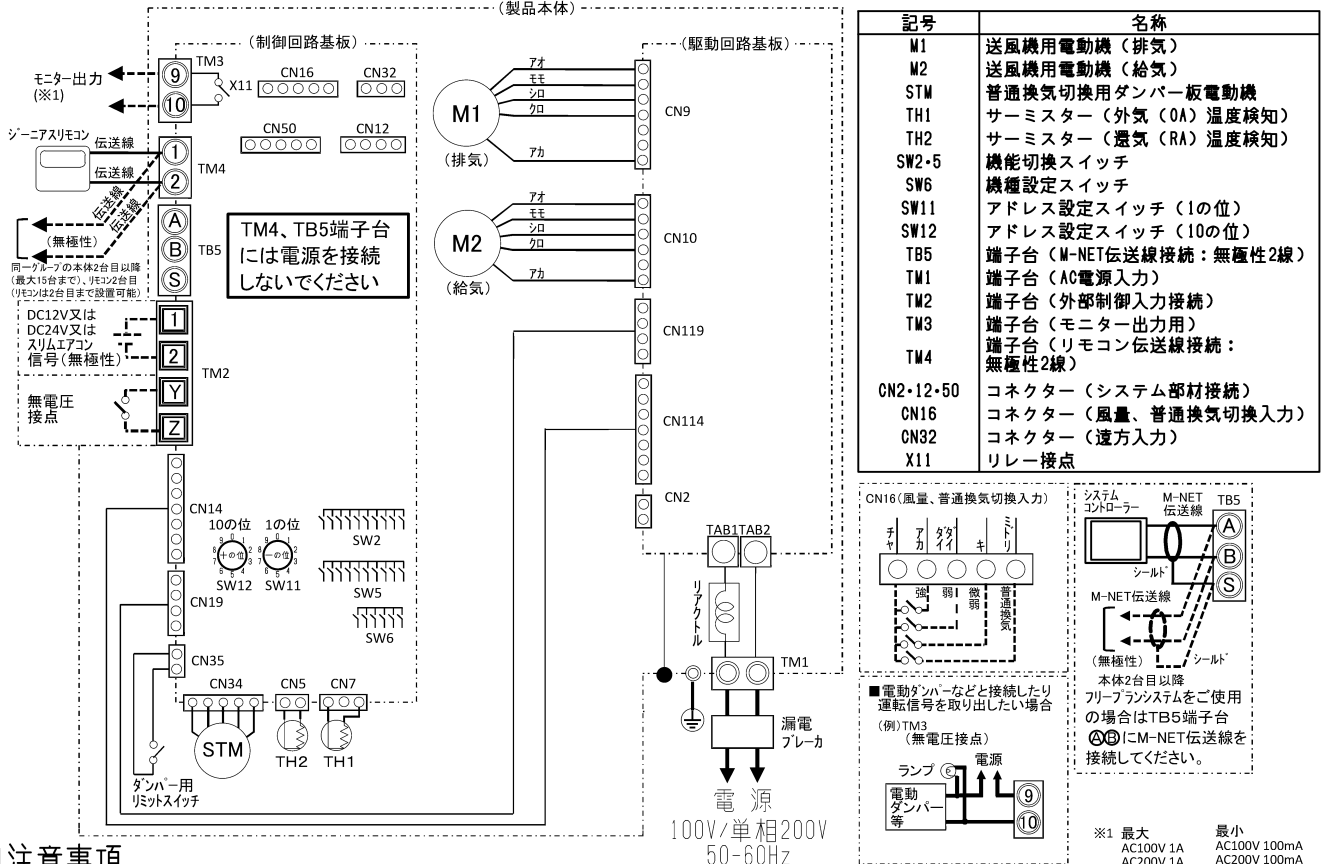 (製品本体)
(制御回路基板)
(駆動回路基板)
モニター出力
(※1)
9
10
TM3
X11
CN16
CN32
CN50
CN12
ジーニアスリモコン
伝送線
伝送線
1
2
TM4
伝送線
伝送線
(無極性)
同一グループの本体2台目以降
(最大15台まで)、リモコン2台目
(リモコンは2台目まで設置可能)
A
B
S
TB5
TM4、TB5端子台
には電源を接続
しないでください
DC12V又は
DC24V又は
スリムエアコン
信号(無極性)
1
2
TM2
無電圧
接点
Y
Z
CN14
10の位
1の位
十の位
一の位
SW12
SW11
SW2
SW5
SW6
CN19
CN35
CN34
CN5
CN7
STM
TH2
TH1
ダンパー用
リミットスイッチ
M1
(排気)
アオ
モモ
シロ
クロ
アカ
CN9
M2
(給気)
アオ
モモ
シロ
クロ
アカ
CN10
CN119
CN114
CN2
TAB1
TAB2
リアクトル
TM1
漏電
ブレーカ
電 源
100V/単相200V
50-60Hz
記号 名称
M1 送風機用電動機(排気)
M2 送風機用電動機(給気)
STM 普通換気切換用ダンパー板電動機
TH1 サーミスター(外気(OA)温度検知)
TH2 サーミスター(還気(RA)温度検知)
SW2・5 機能切換スイッチ
SW6 機種設定スイッチ
SW11 アドレス設定スイッチ(1の位)
SW12 アドレス設定スイッチ(10の位)
TB5 端子台(M-NET伝送線接続:無極性2線)
TM1 端子台(AC電源入力)
TM2 端子台(外部制御入力接続)
TM3 端子台(モニター出力用)
TM4 端子台(リモコン伝送線接続:
無極性2線)
CN2・12・50 コネクター(システム部材接続)
CN16 コネクター(風量、普通換気切換入力)
CN32 コネクター(遠方入力)
X11 リレー接点
CN16(風量、普通換気切換入力)
チャ
アカ
ダイダイ
キ
ミドリ
強
弱
微弱
普通換気
■電動ダンパーなどと接続したり
運転信号を取り出したい場合
(例)TM3
(無電圧接点)
ランプ
電源
電動
ダンパー
等
9
10
システム
コントローラー
M-NET
伝送線
TB5
A
B
S
シールド
M-NET伝送線
(無極性)
シールド
本体2台目以降
フリープランシステムをご使用
の場合はTB5端子台
ⒶⒷにM-NET伝送線を
接続してください。
※1 最大 最小
AC100V 1A AC100V 100mA
AC200V 1A AC200V 100mA
注意事項